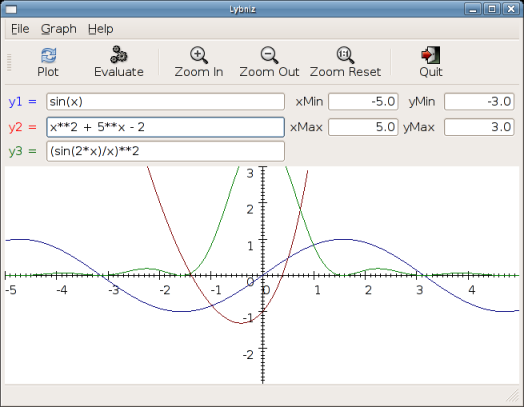 Lybniz
File Graph Help
Plot Evaluate Zoom In Zoom Out Zoom Reset Quit
y1 = sin(x) xMin -5.0 yMin -3.0
y2 = x**2 + 5**x - 2 xMax 5.0 yMax 3.0
y3 = (sin(2*x)/x)**2
3
2
1
0
-5 -4 -3 -2 -1 0 1 2 3 4
-1
-2